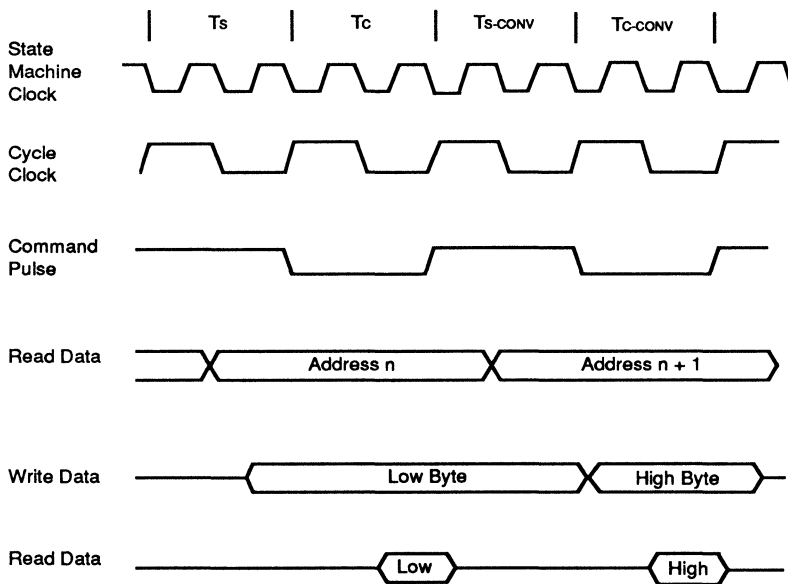 Ts Tc Ts-conv Tc-conv
State
Machine
Clock
Cycle
Clock
Command
Pulse
Read Data
Address n Address n + 1
Write Data
Low Byte High Byte
Read Data
Low High